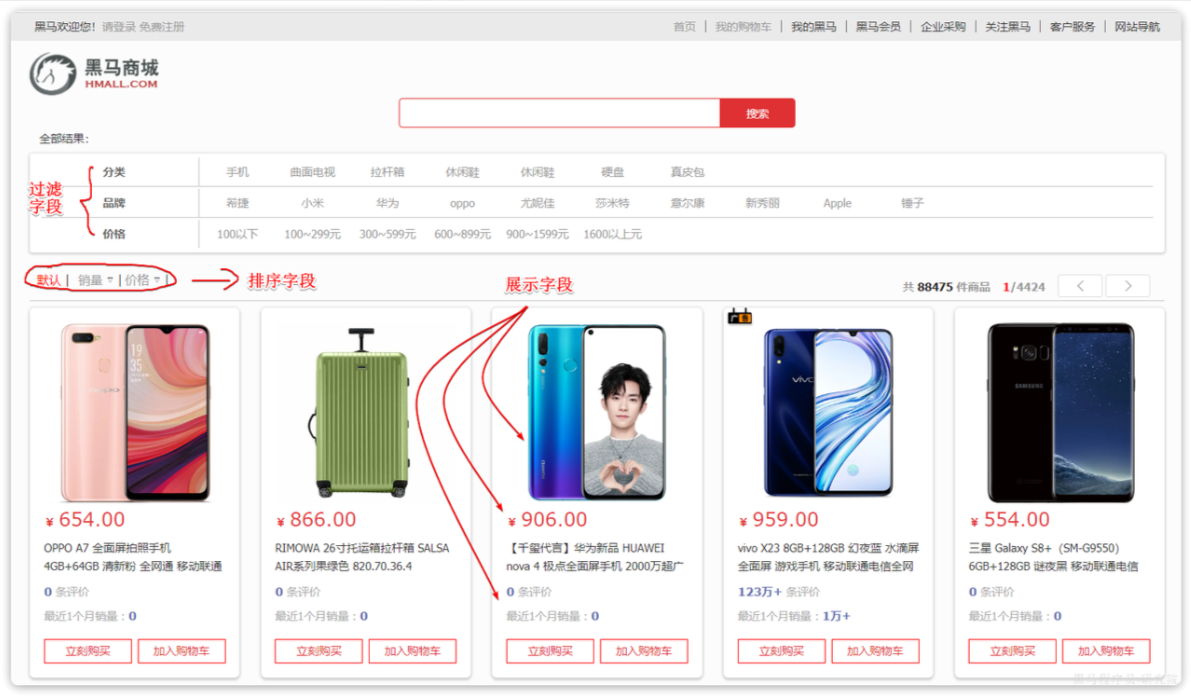 黑马欢迎您! 请登录 免费注册
首页 | 我的购物车 | 我的黑马 | 黑马会员 | 企业采购 | 关注黑马 | 客户服务 | 网站导航
黑马商城
HMALL.COM
搜索
全部结果:
过滤
字段
分类 手机 曲面电视 拉杆箱 休闲鞋 休闲鞋 硬盘 真皮包
品牌 希捷 小米 华为 oppo 尤妮佳 莎米特 意尔康 新秀丽 Apple 锤子
价格 100以下 100~299元 300~599元 600~899元 900~1599元 1600以上元
默认 | 销量 | 价格 |
排序字段
展示字段
共 88475 件商品 1/4424
¥ 654.00
OPPO A7 全面屏拍照手机
4GB+64GB 清新粉 全网通 移动联通
0 条评价
最近1个月销量：0
立刻购买 加入购物车
¥ 866.00
RIMOWA 26寸托运箱拉杆箱 SALSA
AIR系列果绿色 820.70.36.4
0 条评价
最近1个月销量：0
立刻购买 加入购物车
¥ 906.00
【千玺代言】华为新品 HUAWEI
nova 4 极点全面屏手机 2000万超广
0 条评价
最近1个月销量：0
立刻购买 加入购物车
vivo
¥ 959.00
vivo X23 8GB+128GB 幻夜蓝 水滴屏
全面屏 游戏手机 移动联通电信全网
123万+ 条评价
最近1个月销量：1万+
立刻购买 加入购物车
SAMSUNG
¥ 554.00
三星 Galaxy S8+（SM-G9550）
6GB+128GB 谜夜黑 移动联通电信
0 条评价
最近1个月销量：0
立刻购买 加入购物车